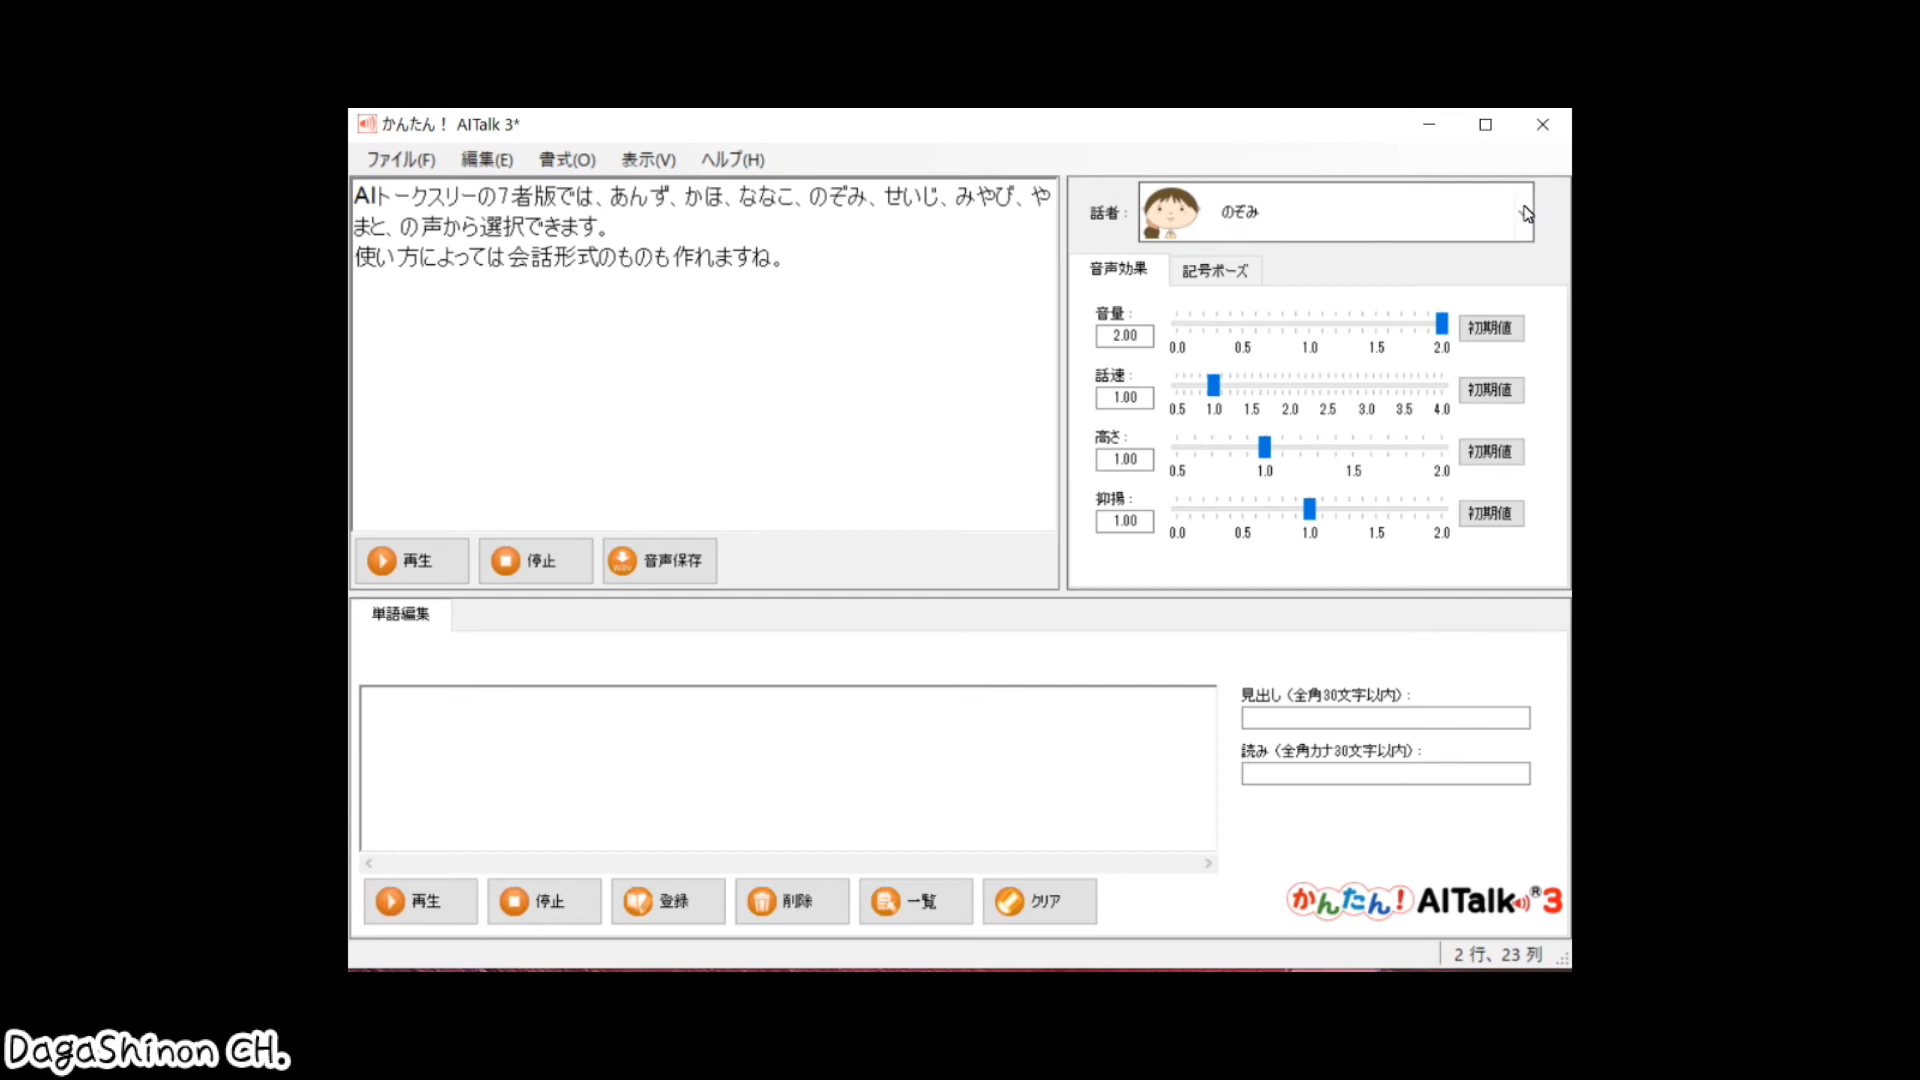 かんたん！ AITalk 3*
ファイル(F) 編集(E) 書式(O) 表示(V) ヘルプ(H)
AIトークスリーの7者版では、あんず、かほ、ななこ、のぞみ、せいじ、みやび、や
まと、の声から選択できます。
使い方によっては会話形式のものも作れますね。
話者： のぞみ
音声効果 記号ポーズ
音量：
2.00
0.0 0.5 1.0 1.5 2.0
初期値
話速：
1.00
0.5 1.0 1.5 2.0 2.5 3.0 3.5 4.0
初期値
高さ：
1.00
0.5 1.0 1.5 2.0
初期値
抑揚：
1.00
0.0 0.5 1.0 1.5 2.0
初期値
再生 停止 音声保存
単語編集
見出し（全角30文字以内）：
読み（全角カナ30文字以内）：
再生 停止 登録 削除 一覧 クリア
かんたん！AITalk®3
2 行、23 列
DagaShinon CH.